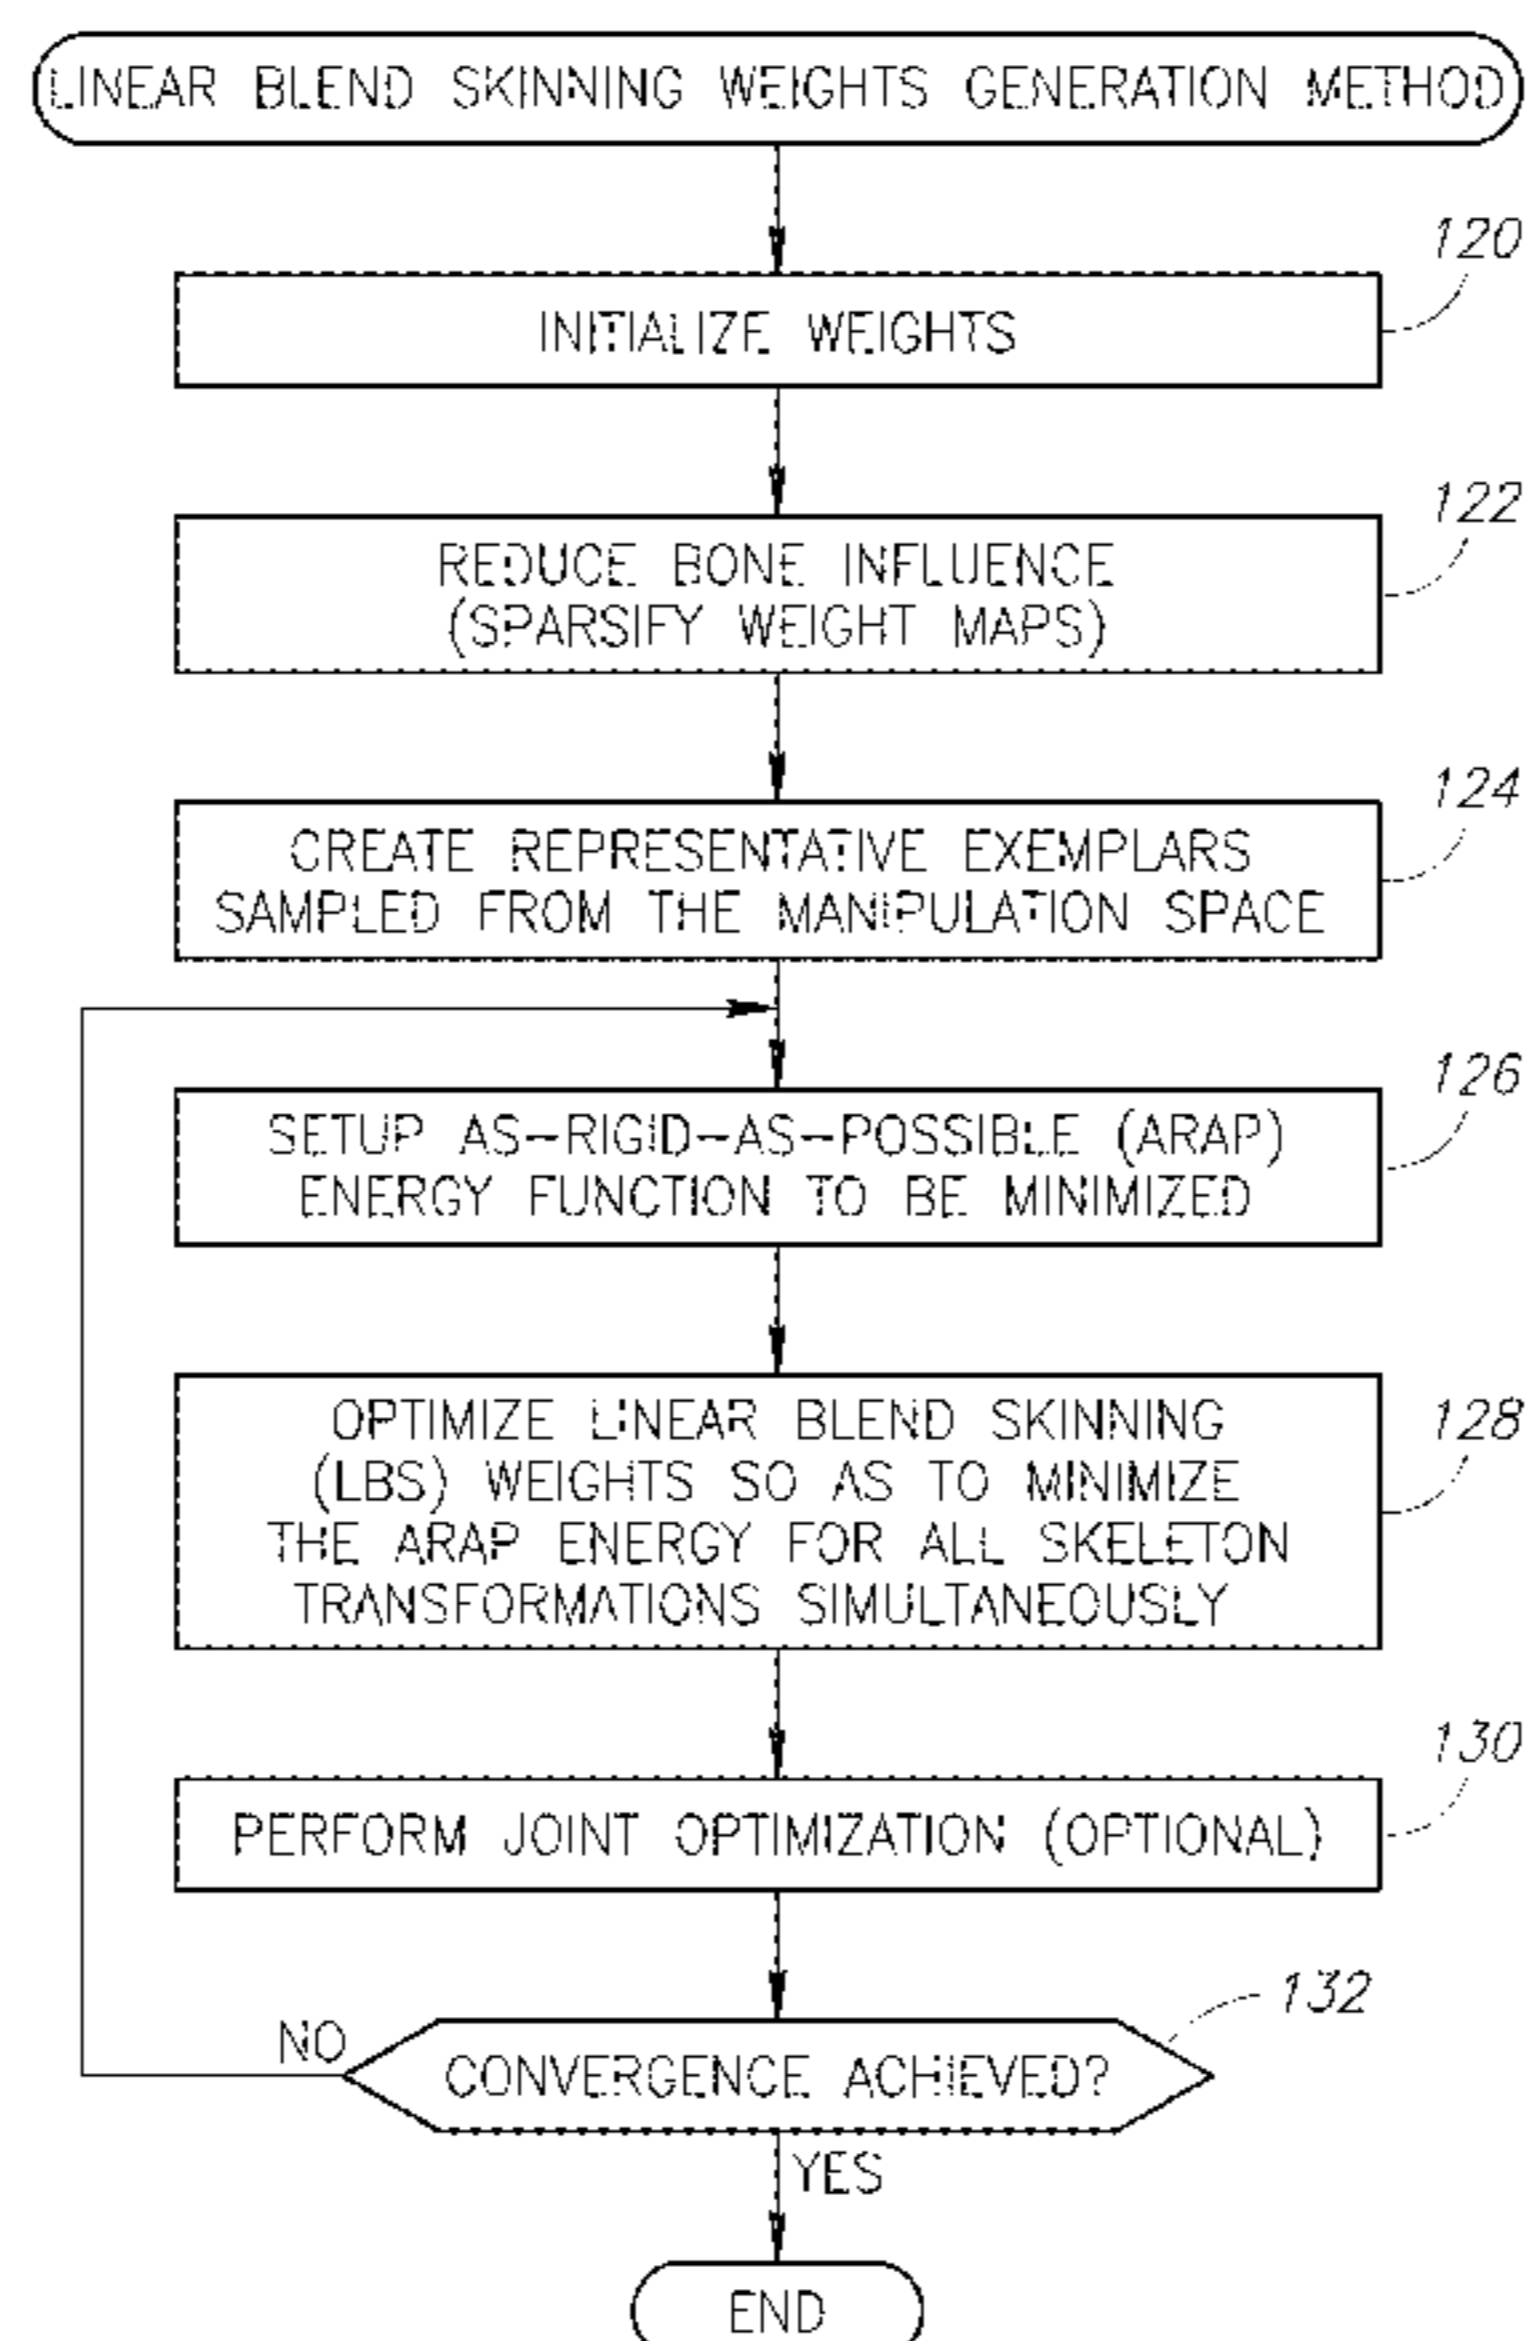 LINEAR BLEND SKINNING WEIGHTS GENERATION METHOD
120
INITIALIZE WEIGHTS
122
REDUCE BONE INFLUENCE
(SPARSIFY WEIGHT MAPS)
124
CREATE REPRESENTATIVE EXEMPLARS
SAMPLED FROM THE MANIPULATION SPACE
126
SETUP AS-RIGID-AS-POSSIBLE (ARAP)
ENERGY FUNCTION TO BE MINIMIZED
128
OPTIMIZE LINEAR BLEND SKINNING
(LBS) WEIGHTS SO AS TO MINIMIZE
THE ARAP ENERGY FOR ALL SKELETON
TRANSFORMATIONS SIMULTANEOUSLY
130
PERFORM JOINT OPTIMIZATION (OPTIONAL)
132
NO
CONVERGENCE ACHIEVED?
YES
END